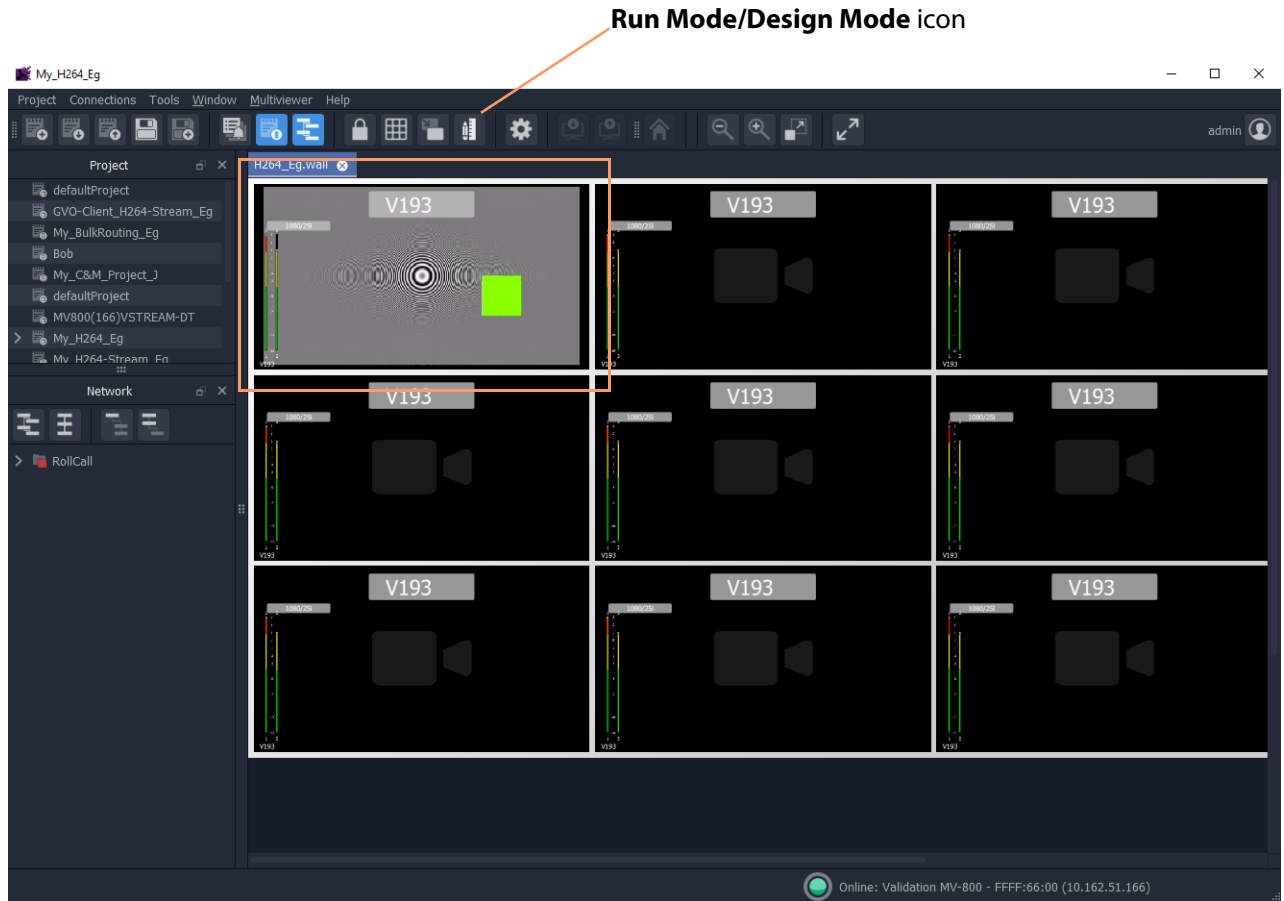 Run Mode/Design Mode icon
My_H264_Eg
Project Connections Tools Window Multiviewer Help
admin
Project
H264_Eg.wall
defaultProject
GVO-Client_H264-Stream_Eg
My_BulkRouting_Eg
Bob
My_C&M_Project_J
defaultProject
MV800(166)VSTREAM-DT
My_H264_Eg
My_H264-Stream_Eg
Network
RollCall
V193 V193 V193
1080/25i 1080/25i 1080/25i
V193 V193 V193
V193 V193 V193
1080/25i 1080/25i 1080/25i
V193 V193 V193
V193 V193 V193
1080/25i 1080/25i 1080/25i
V193 V193 V193
Online: Validation MV-800 - FFFF:66:00 (10.162.51.166)